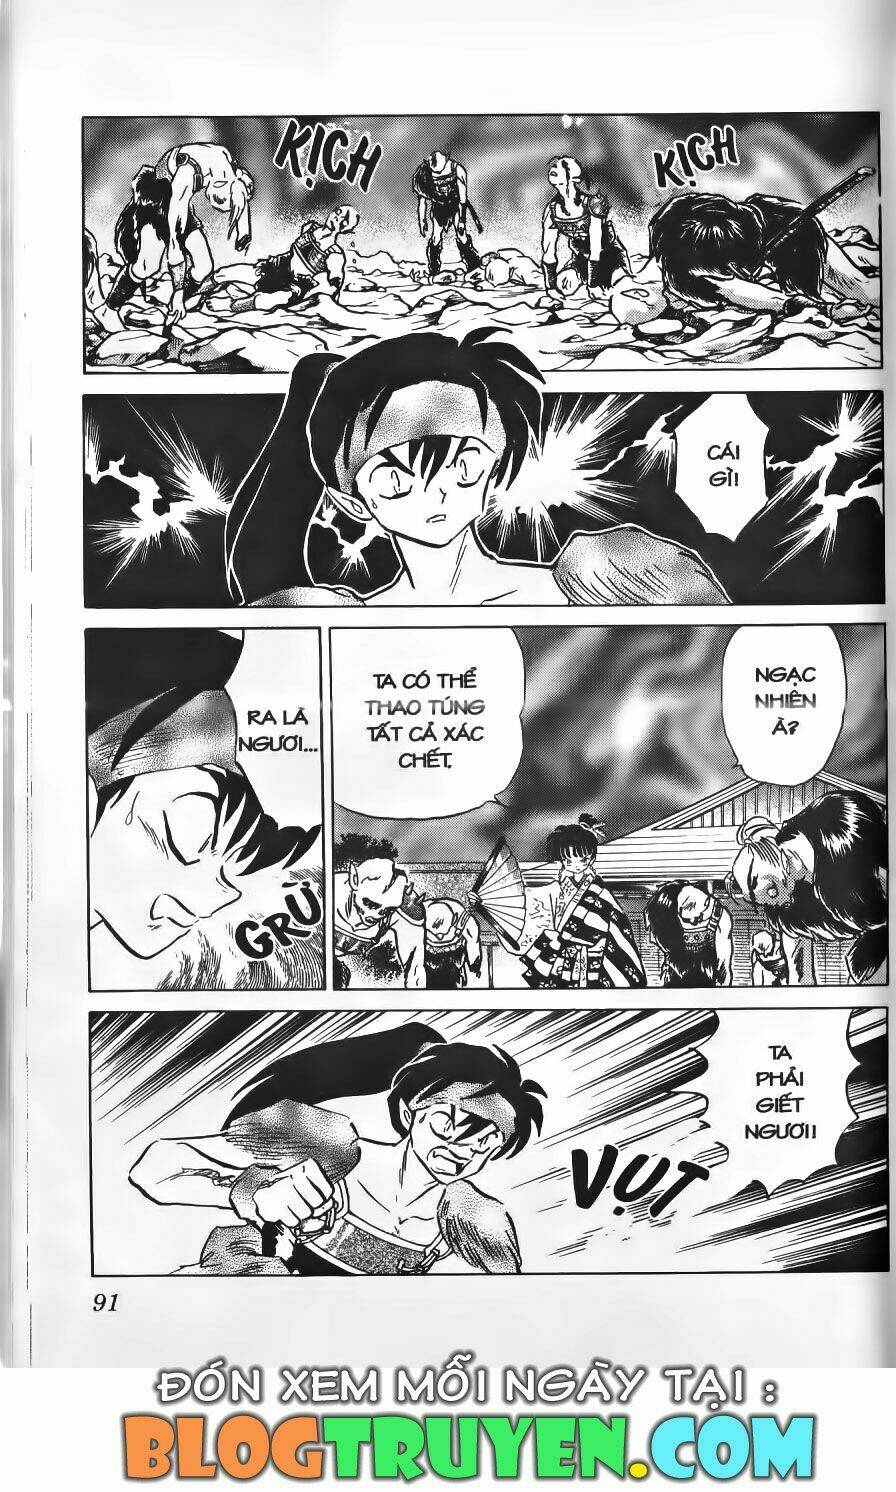 KỊCH
KỊCH
CÁI
GÌ!
NGẠC
NHIÊN
À?
TA CÓ THỂ
THAO TÚNG
TẤT CẢ XÁC
CHẾT.
RA LÀ
NGƯƠI...
GRỪ
TA
PHẢI
GIẾT
NGƯƠI!
VỤT
91
ĐÓN XEM MỖI NGÀY TẠI :
BLOGTRUYEN.COM